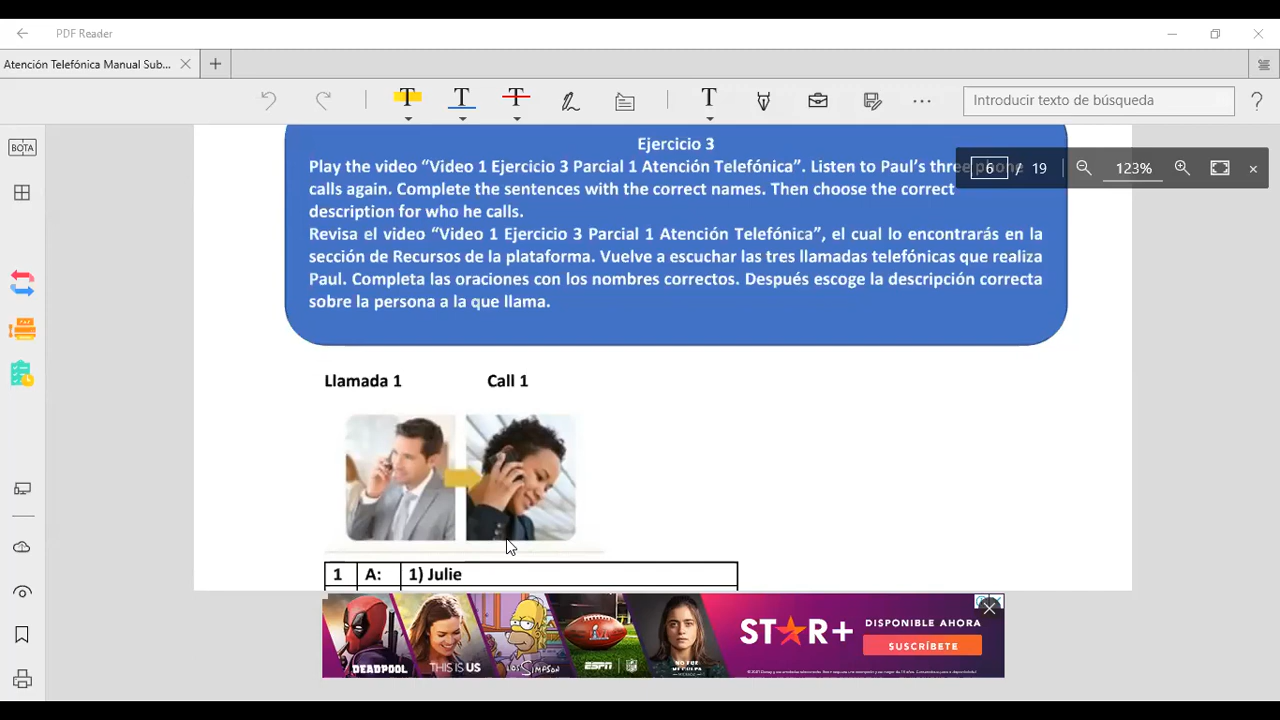 PDF Reader
Atención Telefónica Manual Sub...
T T T T ... Introducir texto de búsqueda ?
BOTA
6 / 19 123%
Ejercicio 3
Play the video “Video 1 Ejercicio 3 Parcial 1 Atención Telefónica”. Listen to Paul's three phone
calls again. Complete the sentences with the correct names. Then choose the correct
description for who he calls.
Revisa el video “Video 1 Ejercicio 3 Parcial 1 Atención Telefónica”, el cual lo encontrarás en la
sección de Recursos de la plataforma. Vuelve a escuchar las tres llamadas telefónicas que realiza
Paul. Completa las oraciones con los nombres correctos. Después escoge la descripción correcta
sobre la persona a la que llama.
Llamada 1 Call 1
1 A: 1) Julie
DEADPOOL THIS IS US LOS SIMPSON ESPN NFL
STAR+ DISPONIBLE AHORA
SUSCRÍBETE